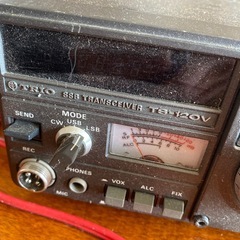 TRIO SSB TRANSCEIVER TS-120V
SEND
MODE
USB
CW
LSB
REC
PHONES
MIC
VOX
ALC
FIX